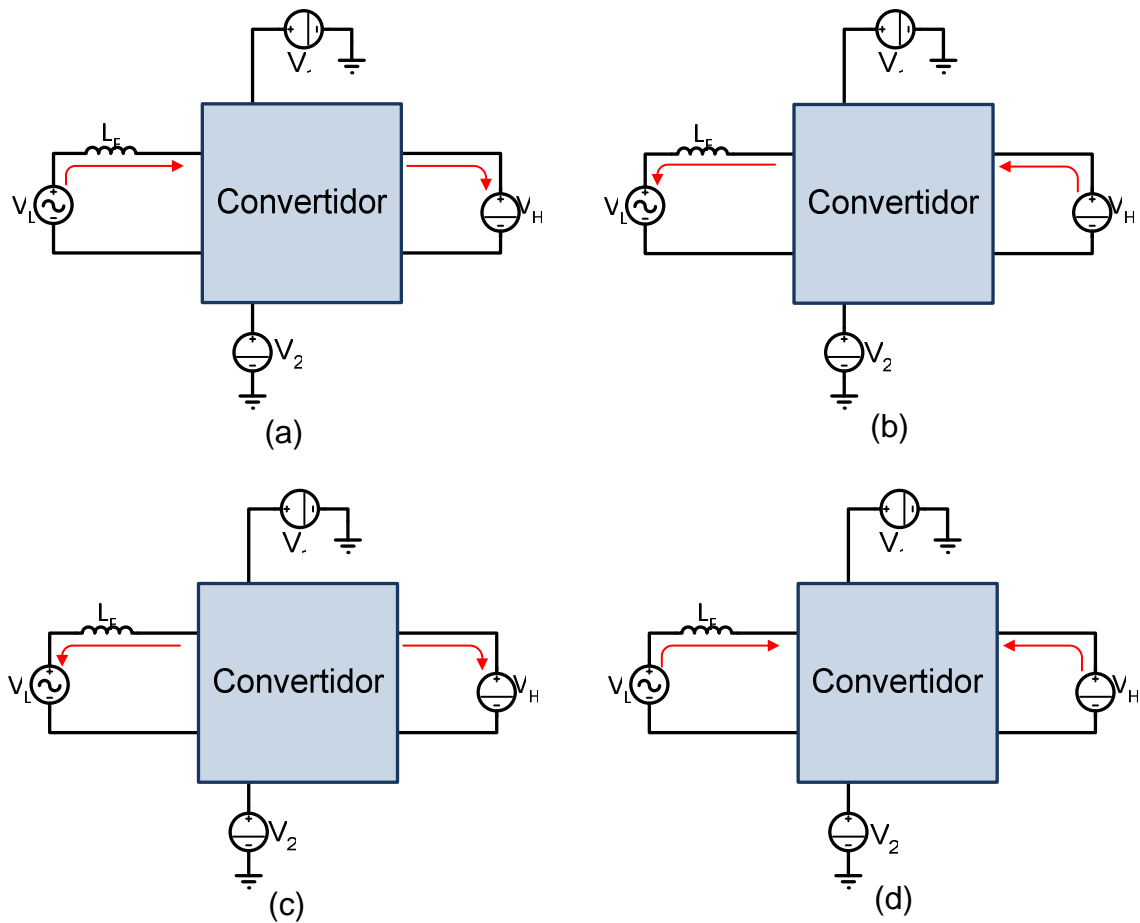 V
LF
VL
Convertidor
VH
V2
(a)
V
LF
VL
Convertidor
VH
V2
(b)
V
LF
VL
Convertidor
VH
V2
(c)
V
LF
VL
Convertidor
VH
V2
(d)